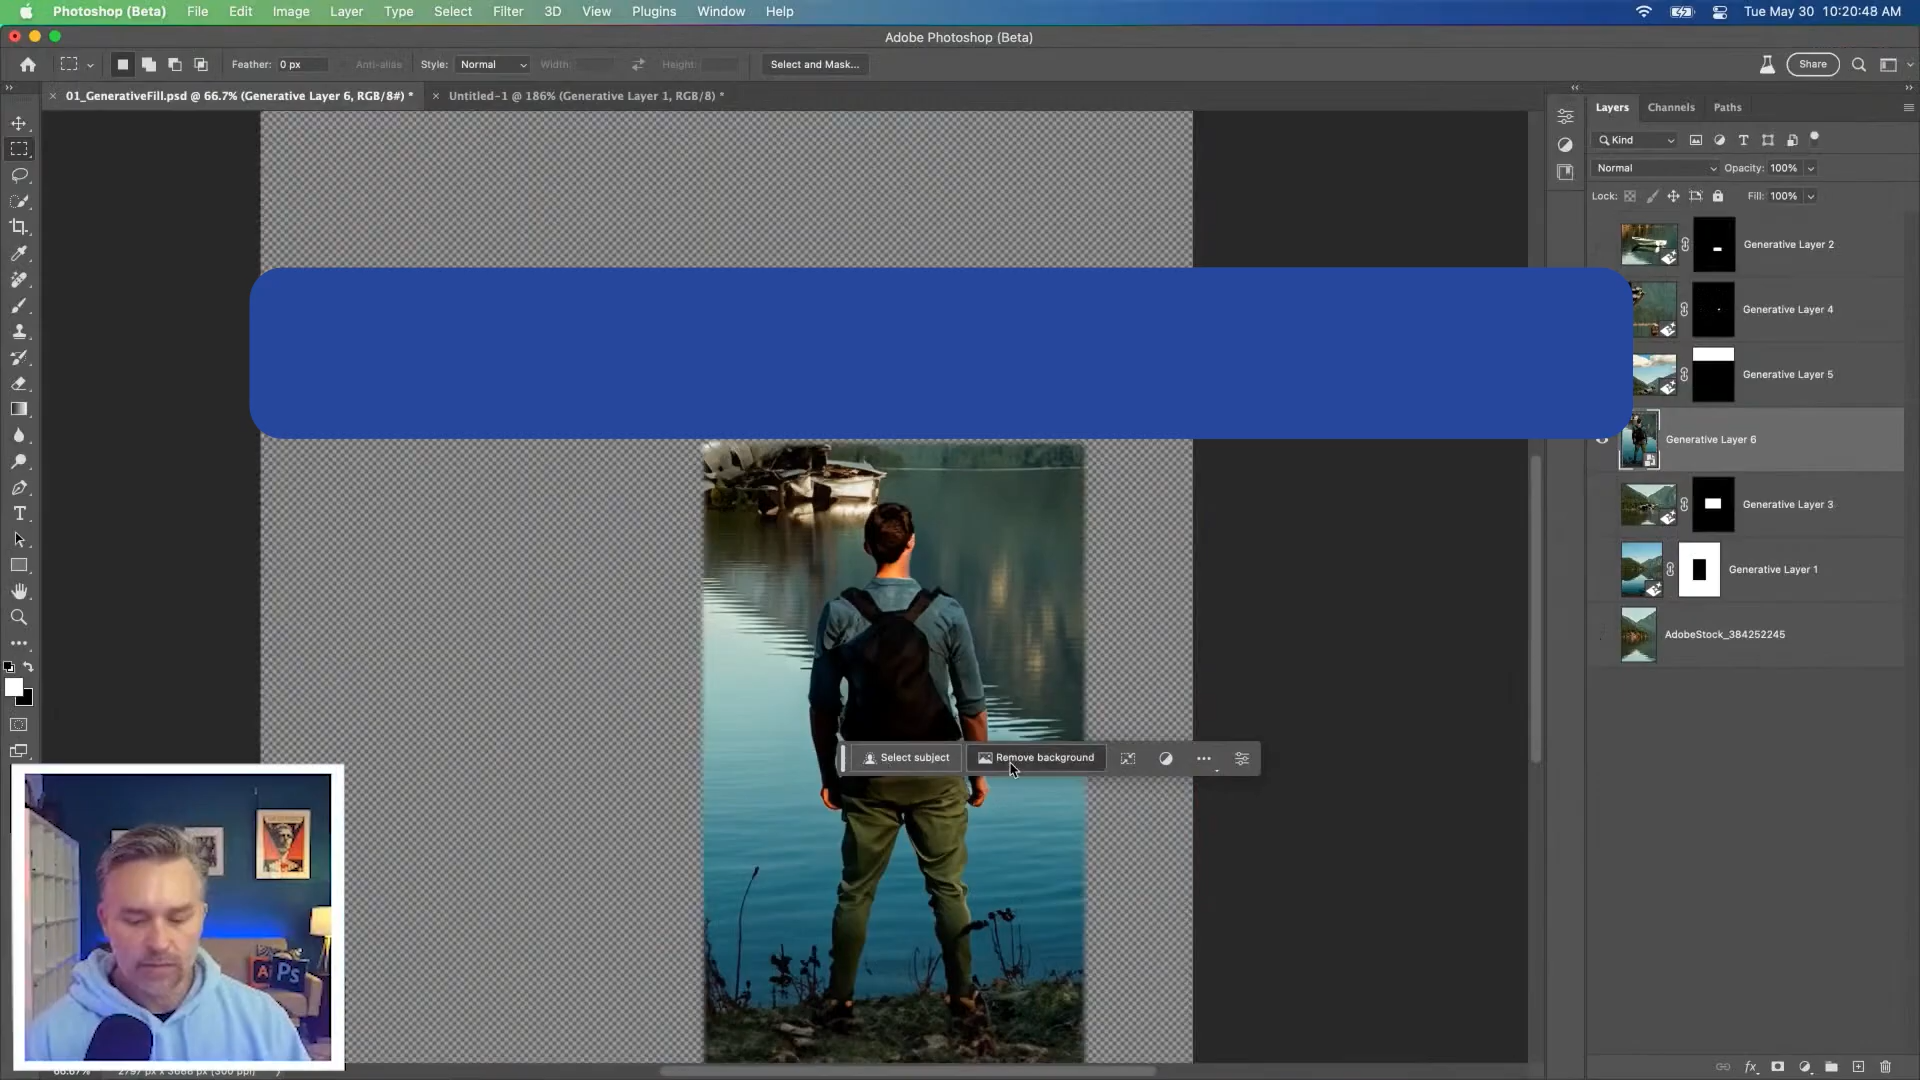 Photoshop (Beta) File Edit Image Layer Type Select Filter 3D View Plugins Window Help Tue May 30 10:20:48 AM
Adobe Photoshop (Beta)
Feather: 0 px Anti-alias Style: Normal Width: Height: Select and Mask... Share
01_GenerativeFill.psd @ 66.7% (Generative Layer 6, RGB/8#) * Untitled-1 @ 186% (Generative Layer 1, RGB/8) *
Layers Channels Paths
Kind
Normal Opacity: 100%
Lock: Fill: 100%
Generative Layer 2
Generative Layer 4
Generative Layer 5
Generative Layer 6
Generative Layer 3
Generative Layer 1
AdobeStock_384252245
Select subject Remove background
Ps
fx